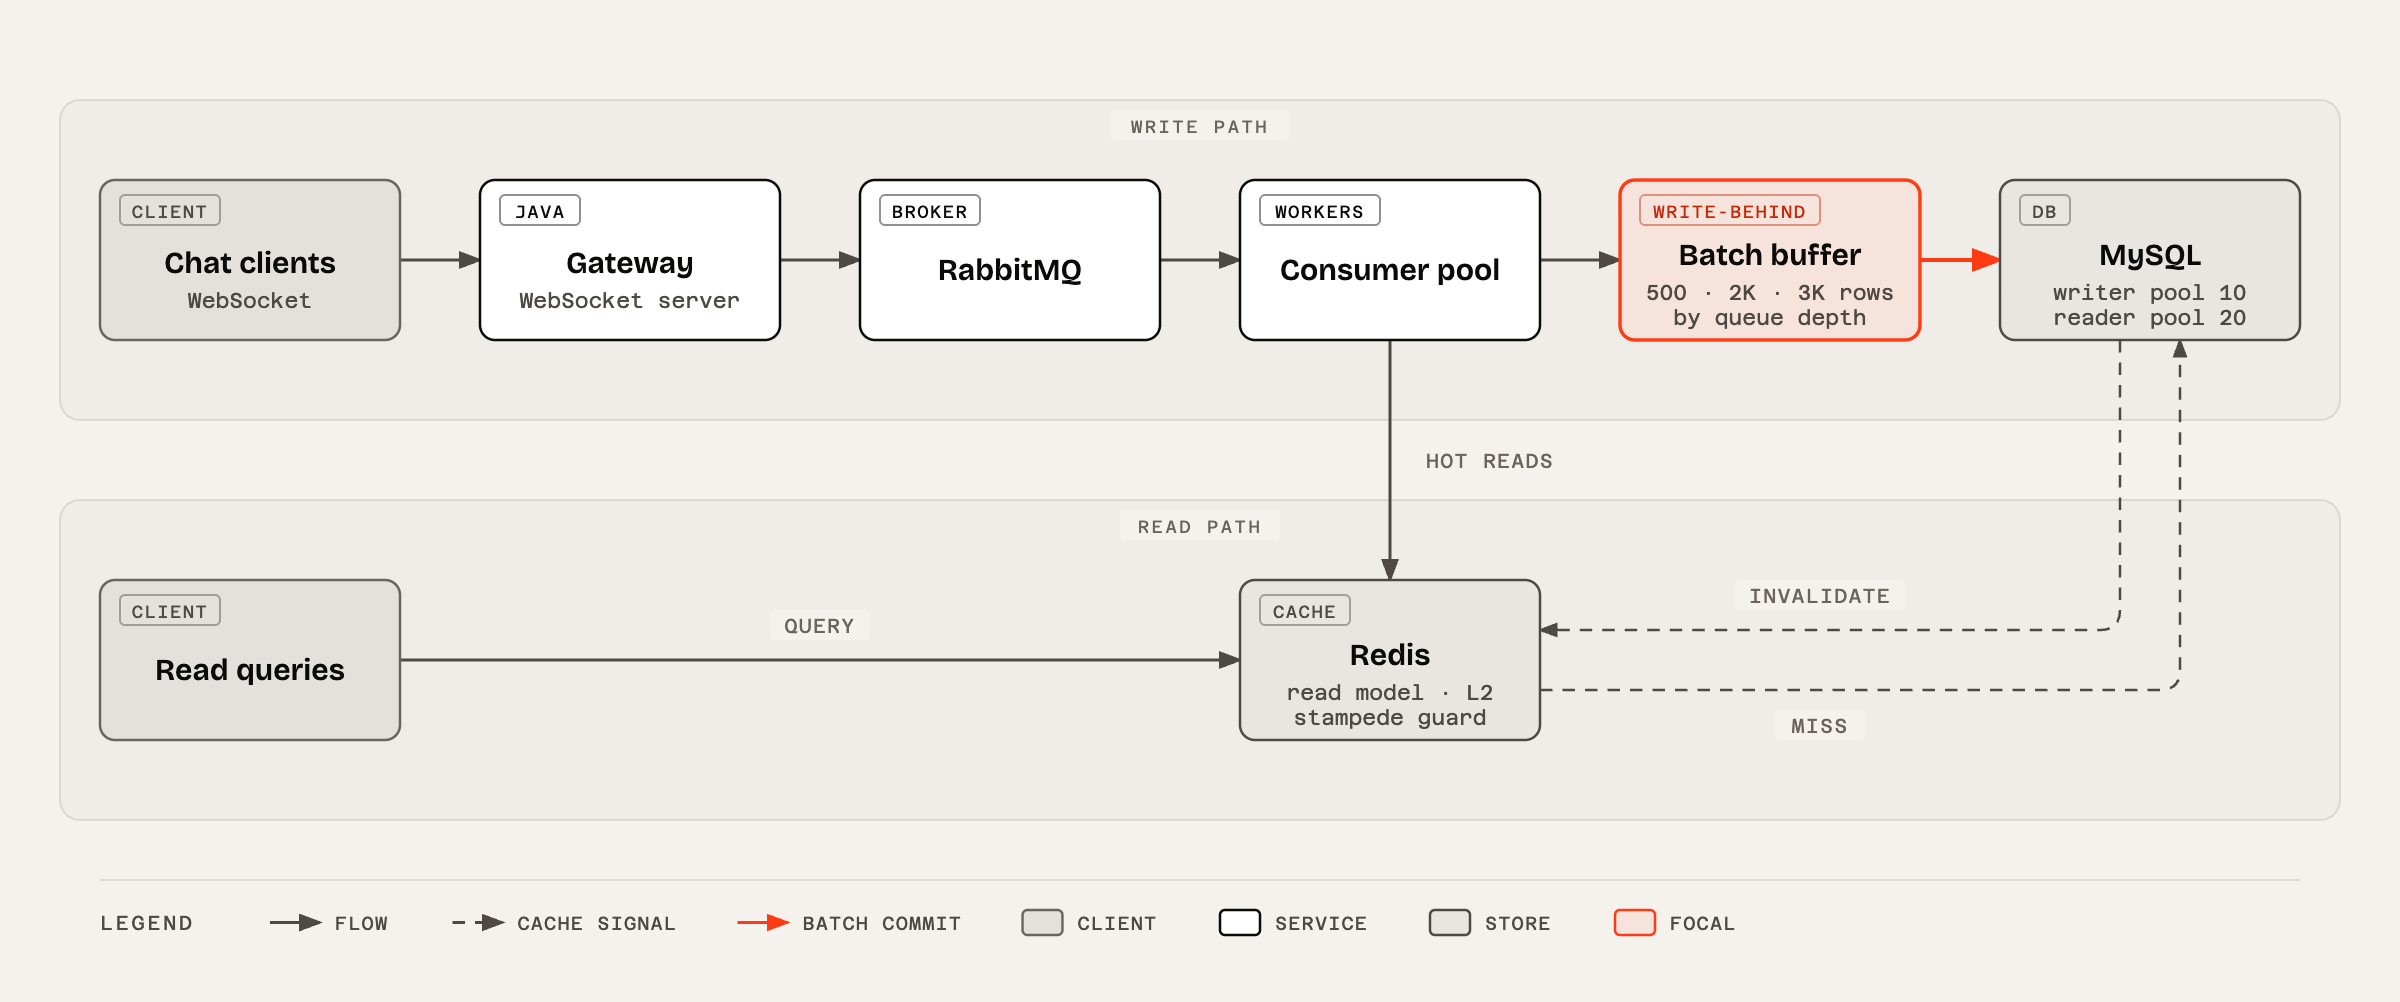 WRITE PATH
CLIENT
Chat clients
WebSocket
JAVA
Gateway
WebSocket server
BROKER
RabbitMQ
WORKERS
Consumer pool
WRITE-BEHIND
Batch buffer
500 · 2K · 3K rows
by queue depth
DB
MySQL
writer pool 10
reader pool 20
HOT READS
READ PATH
CLIENT
Read queries
QUERY
CACHE
Redis
read model · L2
stampede guard
INVALIDATE
MISS
LEGEND
FLOW
CACHE SIGNAL
BATCH COMMIT
CLIENT
SERVICE
STORE
FOCAL